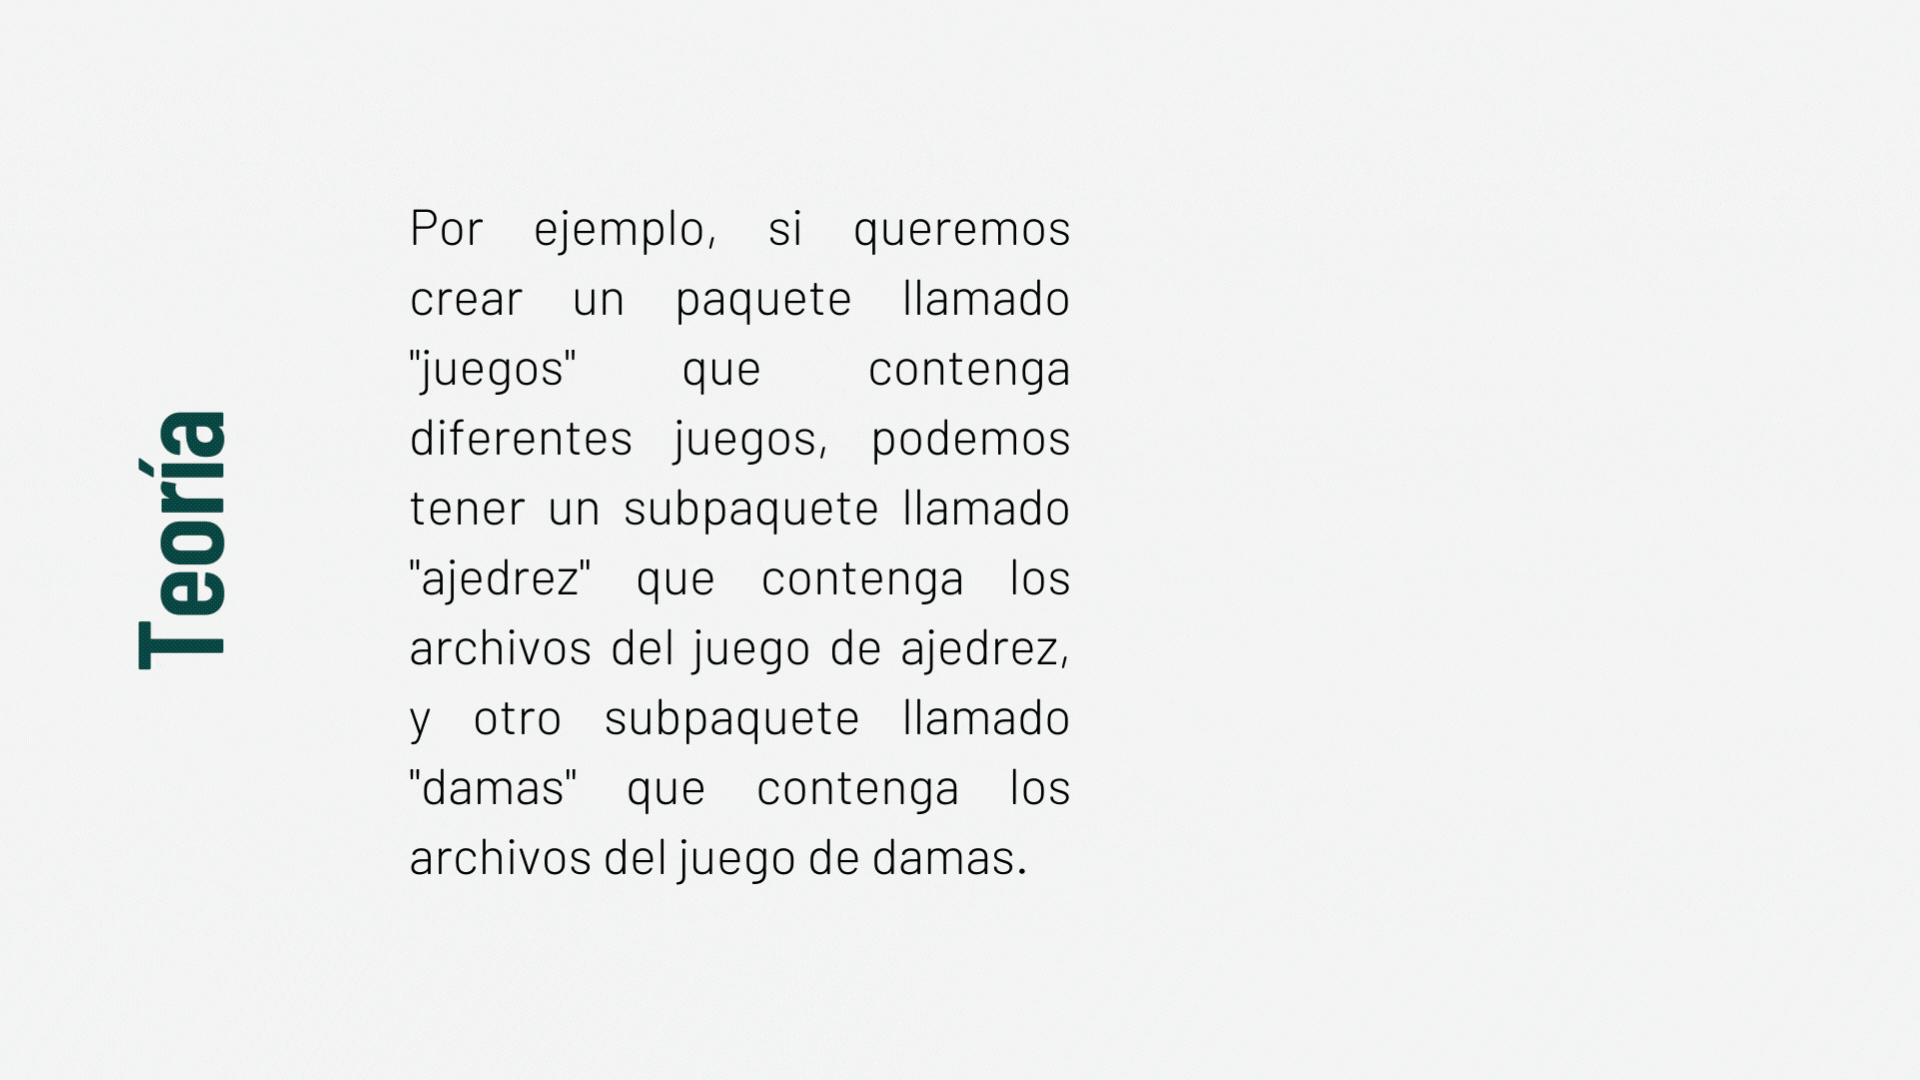 Teoría
Por ejemplo, si queremos
crear un paquete llamado
"juegos" que contenga
diferentes juegos, podemos
tener un subpaquete llamado
"ajedrez" que contenga los
archivos del juego de ajedrez,
y otro subpaquete llamado
"damas" que contenga los
archivos del juego de damas.